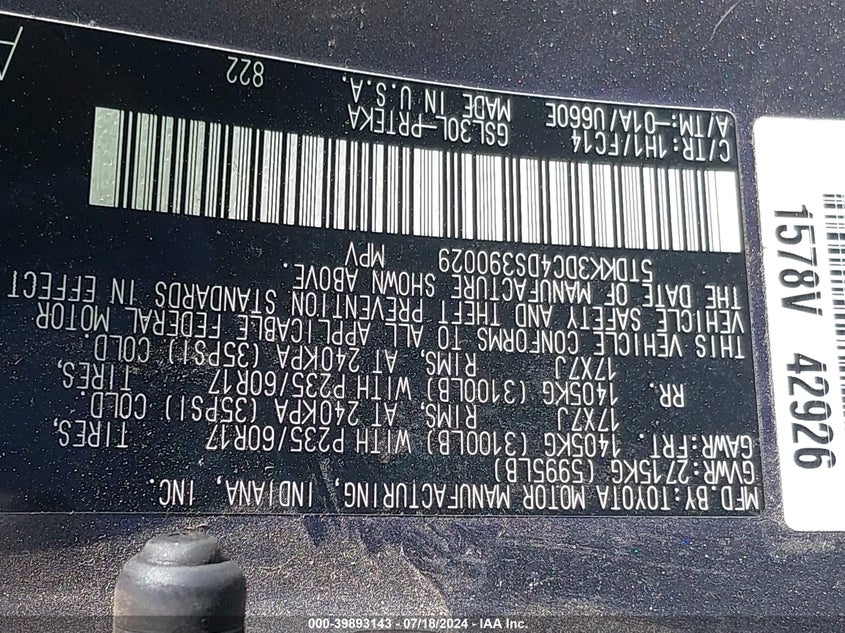 MFD BY:TOYOTA MOTOR MANUFACTURING, INDIANA, INC.
GVWR:2715KG (5995LB)
GAWR:FRT. 1405KG (3100LB) WITH P235/60R17 TIRES,
17X7J RIMS, AT 240KPA (35PSI) COLD.
RR. 1405KG (3100LB) WITH P235/60R17 TIRES,
17X7J RIMS, AT 240KPA (35PSI) COLD.
THIS VEHICLE CONFORMS TO ALL APPLICABLE FEDERAL MOTOR
VEHICLE SAFETY AND THEFT PREVENTION STANDARDS IN EFFECT
THE DATE OF MANUFACTURE SHOWN ABOVE.
5TDKK3DC4DS390029 MPV
C/TR:1H1/FC14
A/TM:-01A/U660E
GSL30L-PRTEKA
MADE IN U.S.A.
822
1578V 42926
000-39893143 - 07/18/2024 - IAA Inc.